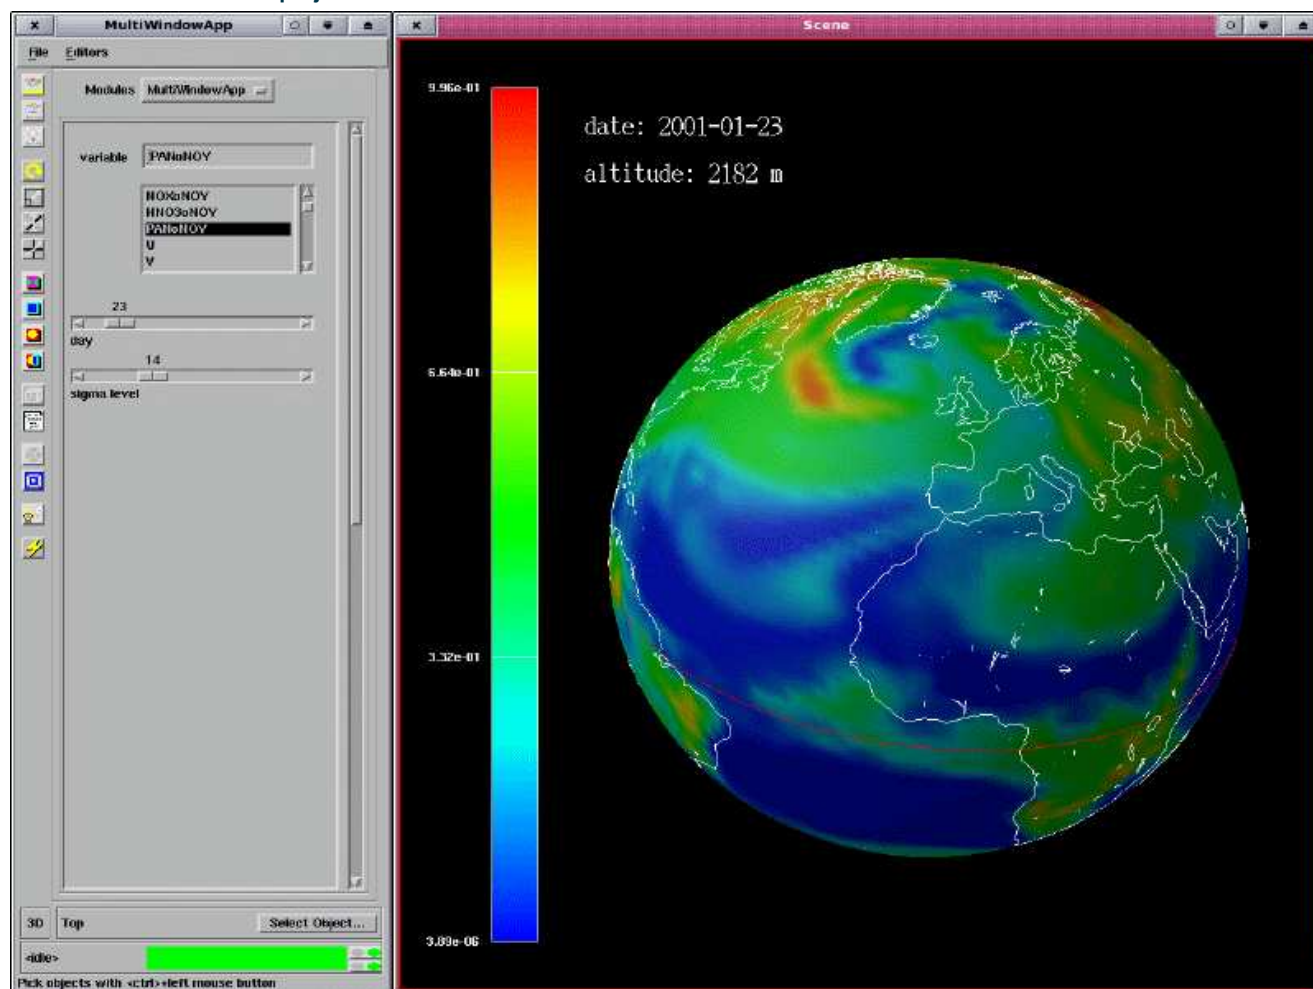 MultiWindowApp
File Editors
Modules MultiWindowApp
variable PANoNOY
NOXoNOY
HNO3oNOY
PANoNOY
U
V
23
day
14
sigma level
3D Top Select Object...
<idle>
Pick objects with <ctrl>+left mouse button
Scene
9.96e-01
6.64e-01
3.32e-01
3.89e-06
date: 2001-01-23
altitude: 2182 m